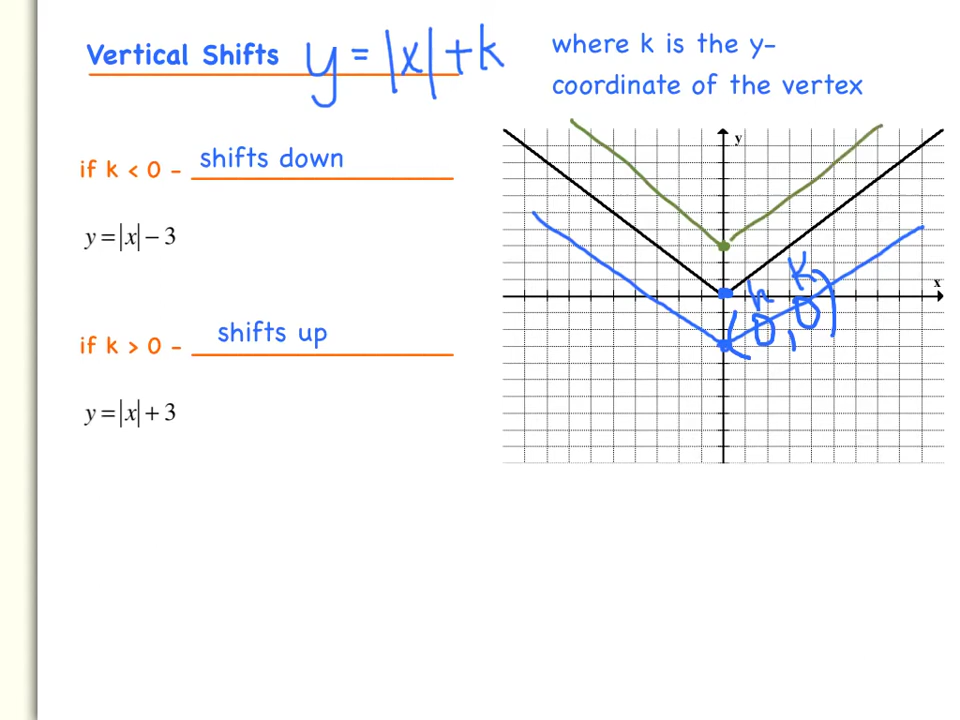 Vertical Shifts y = |x| + k
where k is the y-
coordinate of the vertex
if k < 0 - shifts down
y = |x| − 3
if k > 0 - shifts up
y = |x| + 3
y
x
h k
(0, 0)